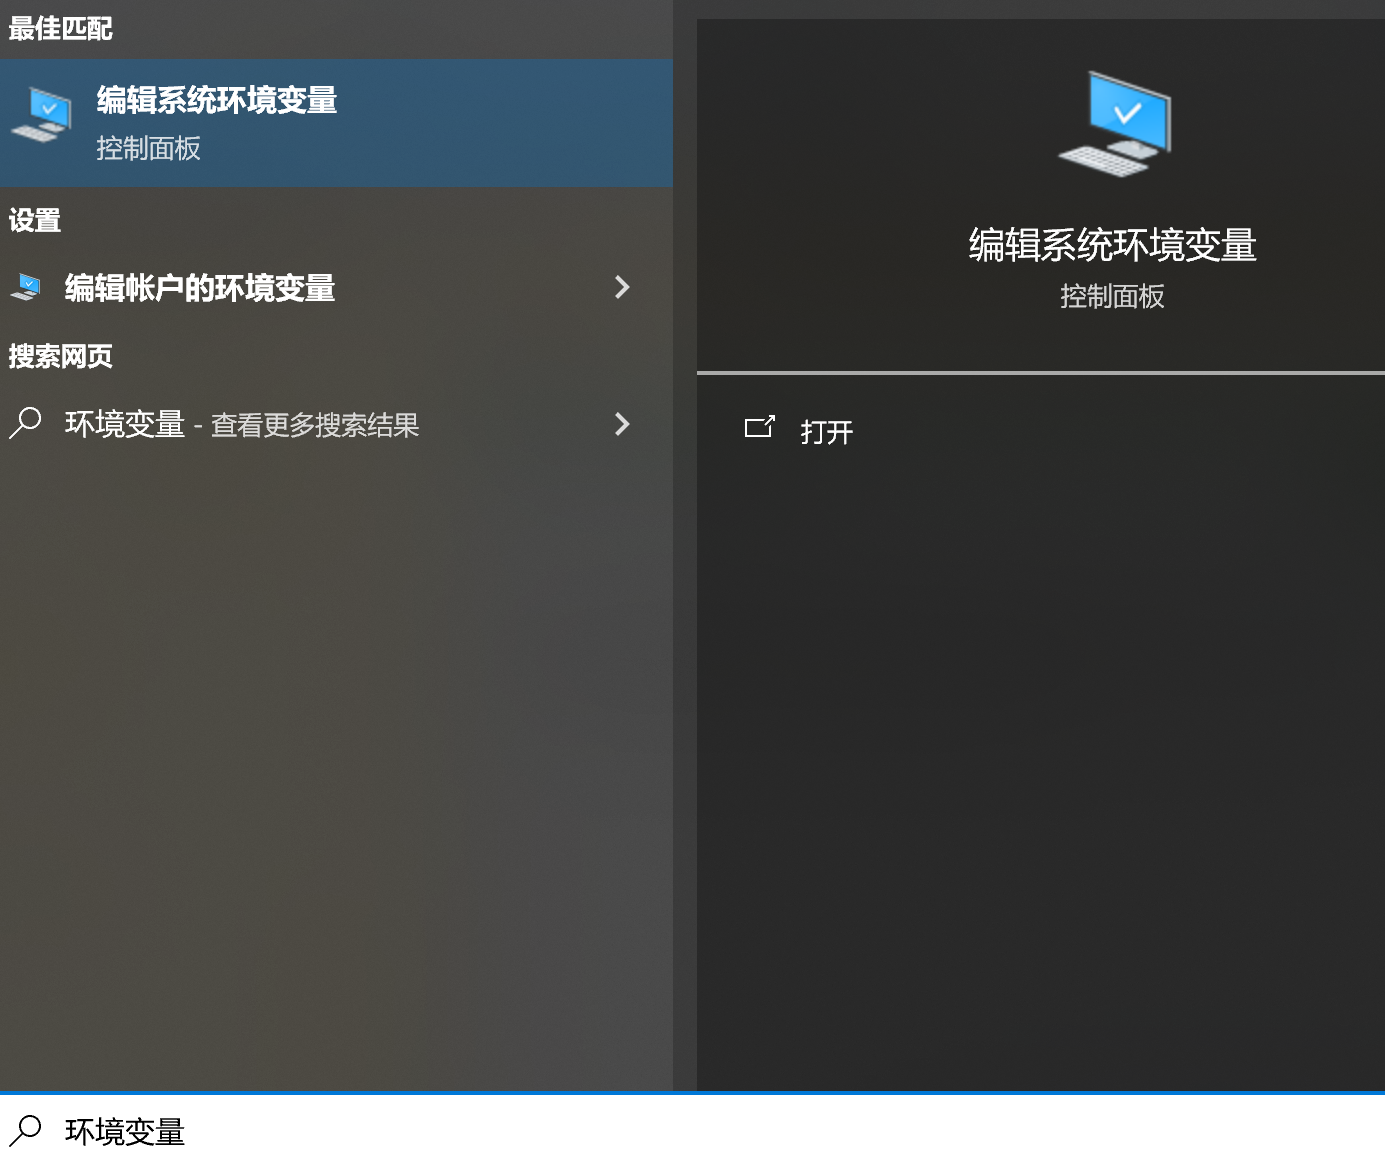 最佳匹配
编辑系统环境变量
控制面板
设置
编辑帐户的环境变量
搜索网页
环境变量 - 查看更多搜索结果
编辑系统环境变量
控制面板
打开
环境变量